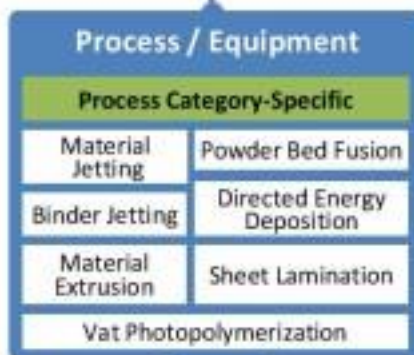 Process / Equipment
Process Category-Specific
Material
Jetting
Powder Bed Fusion
Binder Jetting
Directed Energy
Deposition
Material
Extrusion
Sheet Lamination
Vat Photopolymerization